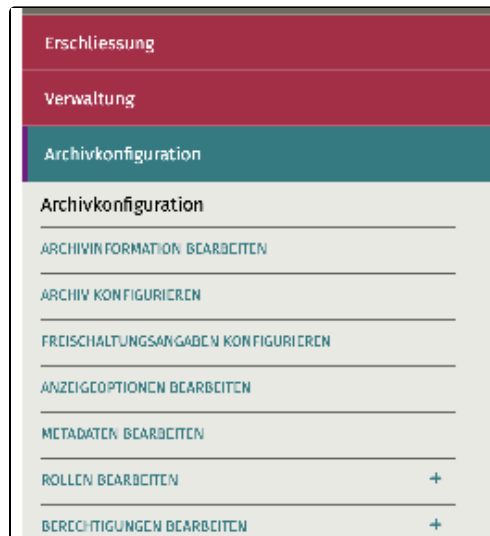 Erschliessung
Verwaltung
Archivkonfiguration
Archivkonfiguration
ARCHIVINFORMATION BEARBEITEN
ARCHIV KONFIGURIEREN
FREISCHALTUNGSANGABEN KONFIGURIEREN
ANZEIGEOPTIONEN BEARBEITEN
METADATEN BEARBEITEN
ROLLEN BEARBEITEN +
BERECHTIGUNGEN BEARBEITEN +